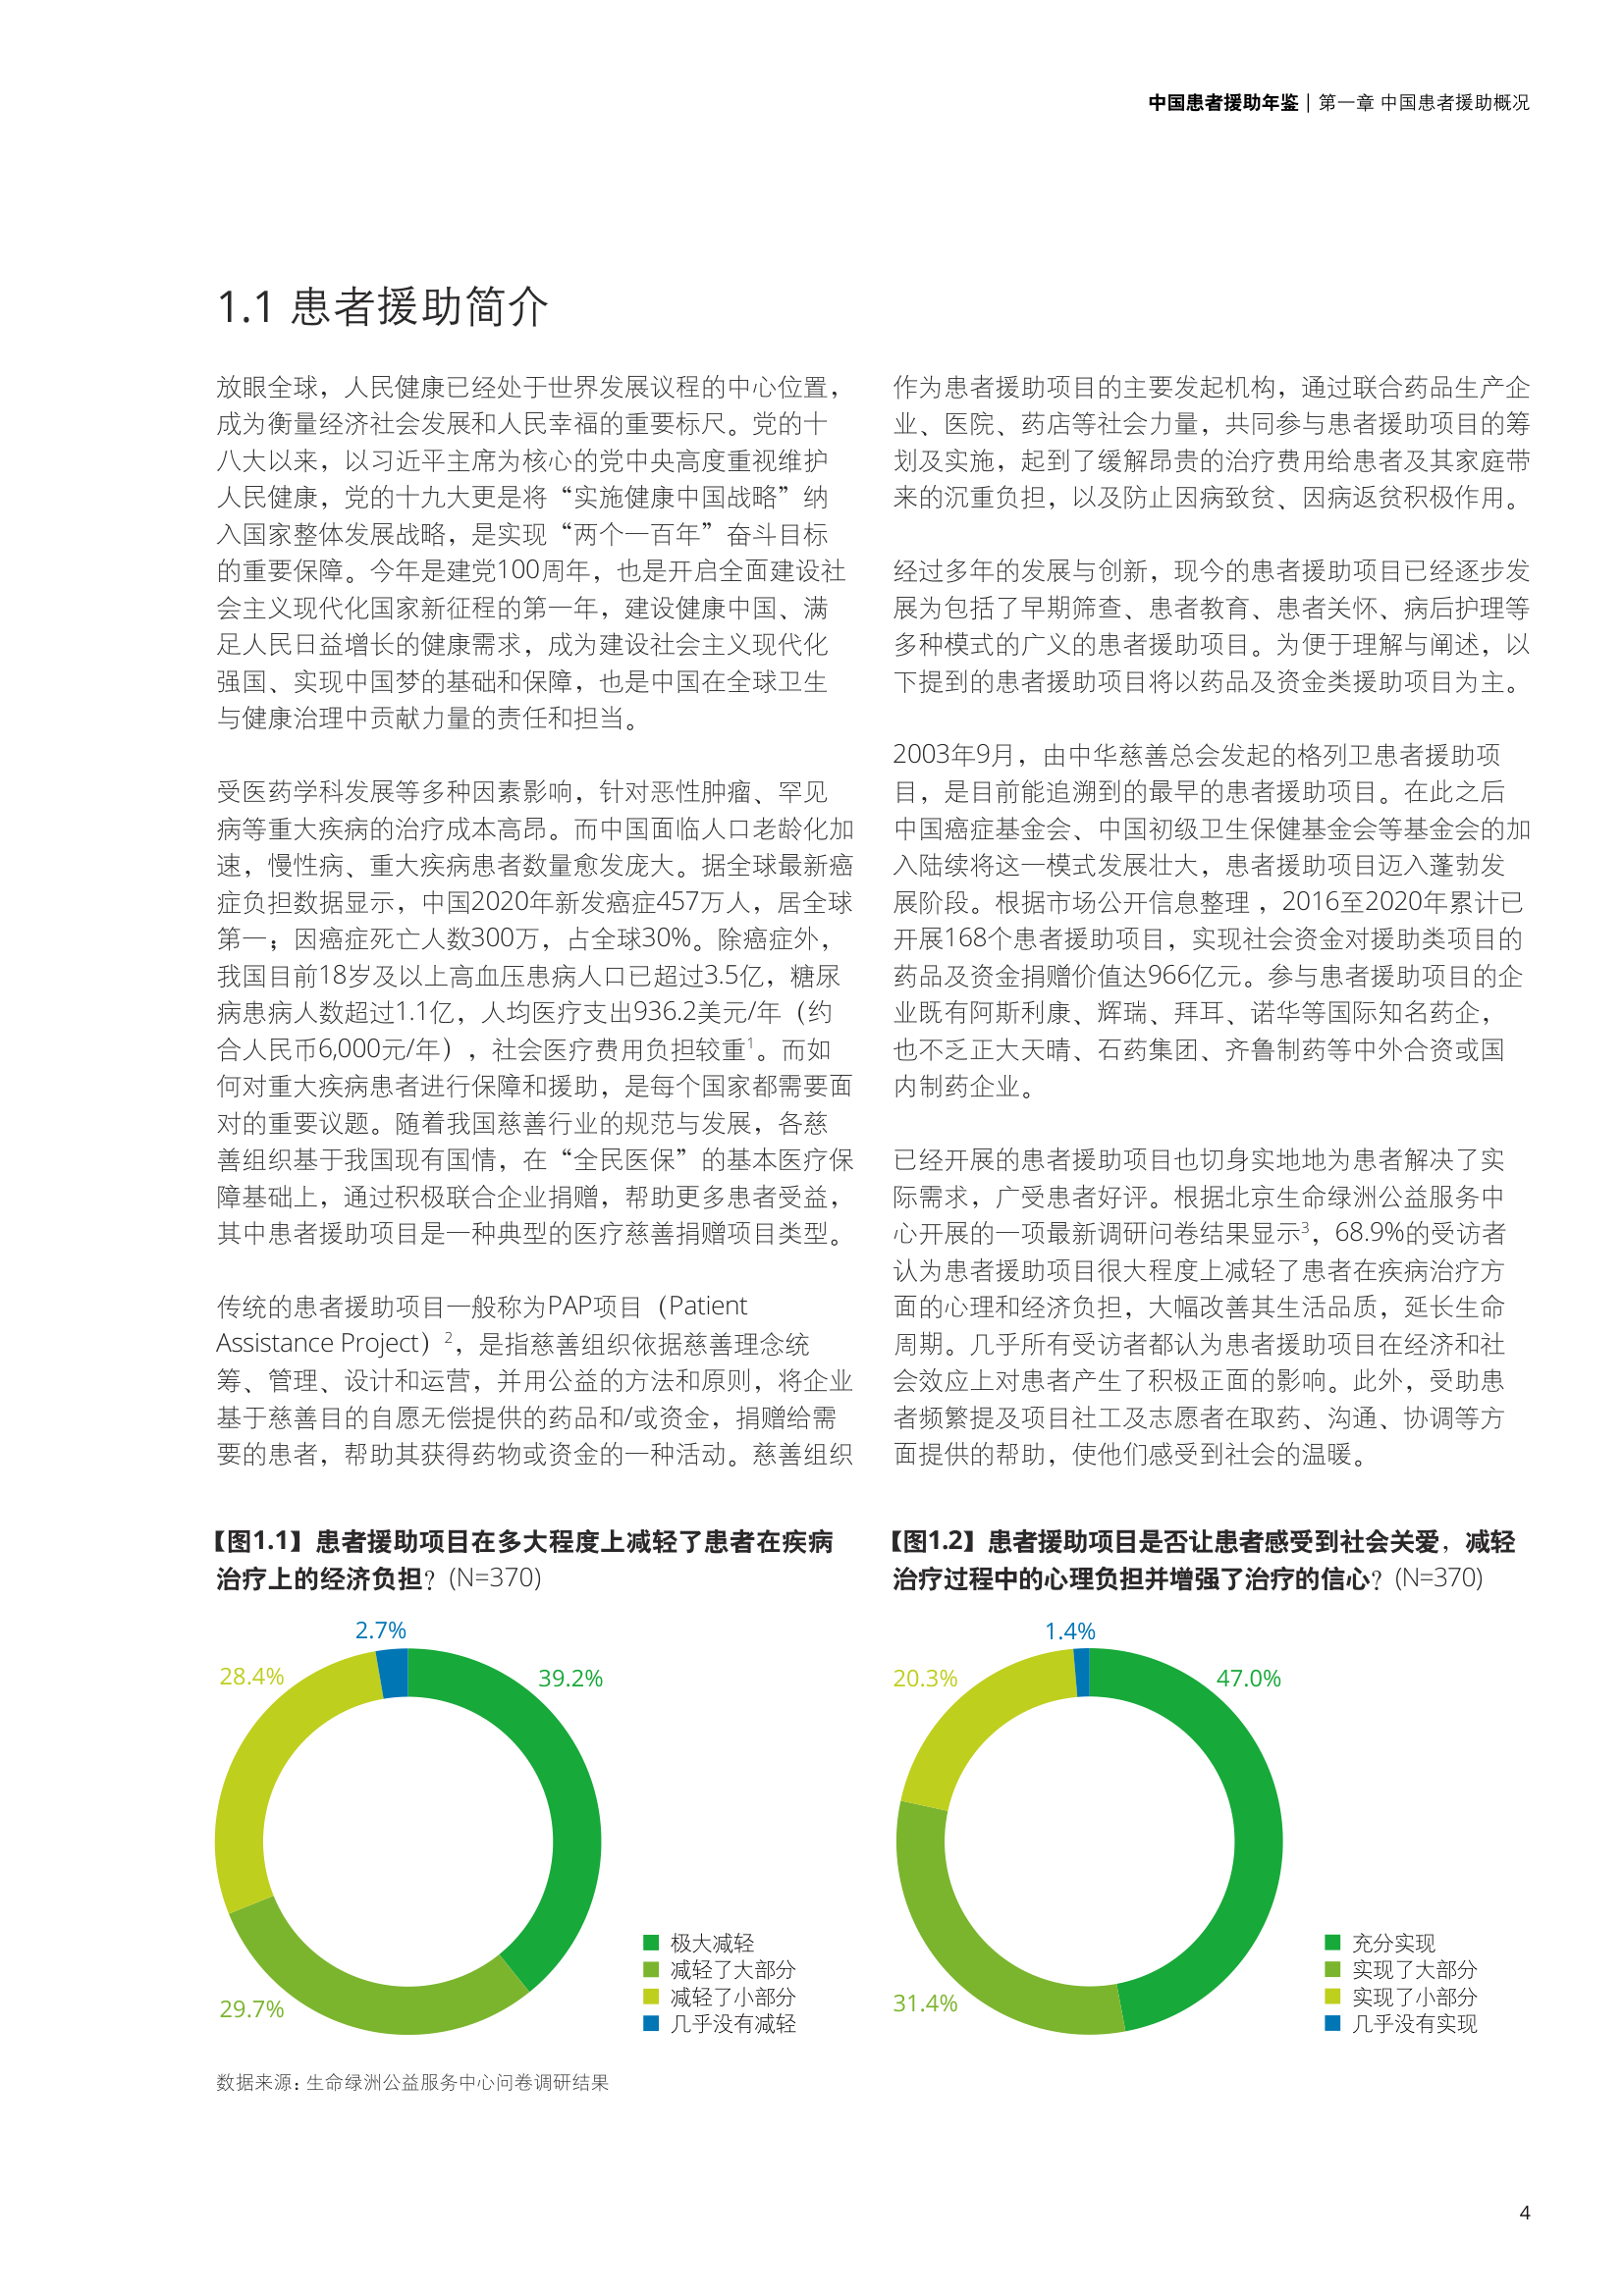 中国患者援助年鉴 | 第一章 中国患者援助概况
1.1 患者援助简介
放眼全球，人民健康已经处于世界发展议程的中心位置，
成为衡量经济社会发展和人民幸福的重要标尺。党的十
八大以来，以习近平主席为核心的党中央高度重视维护
人民健康，党的十九大更是将“实施健康中国战略”纳
入国家整体发展战略，是实现“两个一百年”奋斗目标
的重要保障。今年是建党100周年，也是开启全面建设社
会主义现代化国家新征程的第一年，建设健康中国、满
足人民日益增长的健康需求，成为建设社会主义现代化
强国、实现中国梦的基础和保障，也是中国在全球卫生
与健康治理中贡献力量的责任和担当。
受医药学科发展等多种因素影响，针对恶性肿瘤、罕见
病等重大疾病的治疗成本高昂。而中国面临人口老龄化加
速，慢性病、重大疾病患者数量愈发庞大。据全球最新癌
症负担数据显示，中国2020年新发癌症457万人，居全球
第一；因癌症死亡人数300万，占全球30%。除癌症外，
我国目前18岁及以上高血压患病人口已超过3.5亿，糖尿
病患病人数超过1.1亿，人均医疗支出936.2美元/年（约
合人民币6,000元/年），社会医疗费用负担较重1。而如
何对重大疾病患者进行保障和援助，是每个国家都需要面
对的重要议题。随着我国慈善行业的规范与发展，各慈
善组织基于我国现有国情，在“全民医保”的基本医疗保
障基础上，通过积极联合企业捐赠，帮助更多患者受益，
其中患者援助项目是一种典型的医疗慈善捐赠项目类型。
传统的患者援助项目一般称为PAP项目（Patient
Assistance Project）2，是指慈善组织依据慈善理念统
筹、管理、设计和运营，并用公益的方法和原则，将企业
基于慈善目的自愿无偿提供的药品和/或资金，捐赠给需
要的患者，帮助其获得药物或资金的一种活动。慈善组织
作为患者援助项目的主要发起机构，通过联合药品生产企
业、医院、药店等社会力量，共同参与患者援助项目的筹
划及实施，起到了缓解昂贵的治疗费用给患者及其家庭带
来的沉重负担，以及防止因病致贫、因病返贫积极作用。
经过多年的发展与创新，现今的患者援助项目已经逐步发
展为包括了早期筛查、患者教育、患者关怀、病后护理等
多种模式的广义的患者援助项目。为便于理解与阐述，以
下提到的患者援助项目将以药品及资金类援助项目为主。
2003年9月，由中华慈善总会发起的格列卫患者援助项
目，是目前能追溯到的最早的患者援助项目。在此之后
中国癌症基金会、中国初级卫生保健基金会等基金会的加
入陆续将这一模式发展壮大，患者援助项目迈入蓬勃发
展阶段。根据市场公开信息整理 ，2016至2020年累计已
开展168个患者援助项目，实现社会资金对援助类项目的
药品及资金捐赠价值达966亿元。参与患者援助项目的企
业既有阿斯利康、辉瑞、拜耳、诺华等国际知名药企，
也不乏正大天晴、石药集团、齐鲁制药等中外合资或国
内制药企业。
已经开展的患者援助项目也切身实地地为患者解决了实
际需求，广受患者好评。根据北京生命绿洲公益服务中
心开展的一项最新调研问卷结果显示3，68.9%的受访者
认为患者援助项目很大程度上减轻了患者在疾病治疗方
面的心理和经济负担，大幅改善其生活品质，延长生命
周期。几乎所有受访者都认为患者援助项目在经济和社
会效应上对患者产生了积极正面的影响。此外，受助患
者频繁提及项目社工及志愿者在取药、沟通、协调等方
面提供的帮助，使他们感受到社会的温暖。
【图1.1】患者援助项目在多大程度上减轻了患者在疾病
治疗上的经济负担？(N=370)
2.7%
28.4%
39.2%
29.7%
极大减轻
减轻了大部分
减轻了小部分
几乎没有减轻
【图1.2】患者援助项目是否让患者感受到社会关爱，减轻
治疗过程中的心理负担并增强了治疗的信心？(N=370)
1.4%
20.3%
47.0%
31.4%
充分实现
实现了大部分
实现了小部分
几乎没有实现
数据来源：生命绿洲公益服务中心问卷调研结果
4